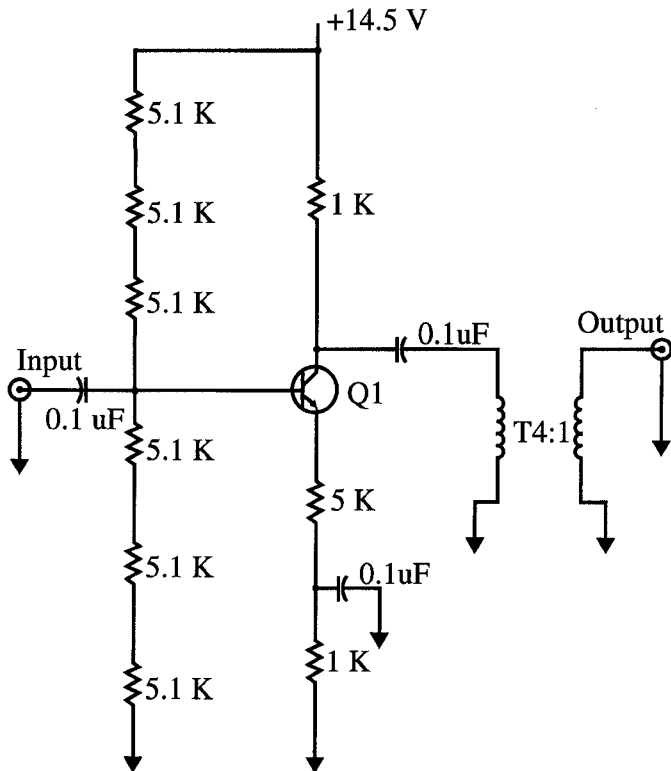 +14.5 V
5.1 K
5.1 K
1 K
5.1 K
0.1uF
Output
Input
Q1
0.1 uF
5.1 K
T4:1
5 K
5.1 K
0.1uF
1 K
5.1 K